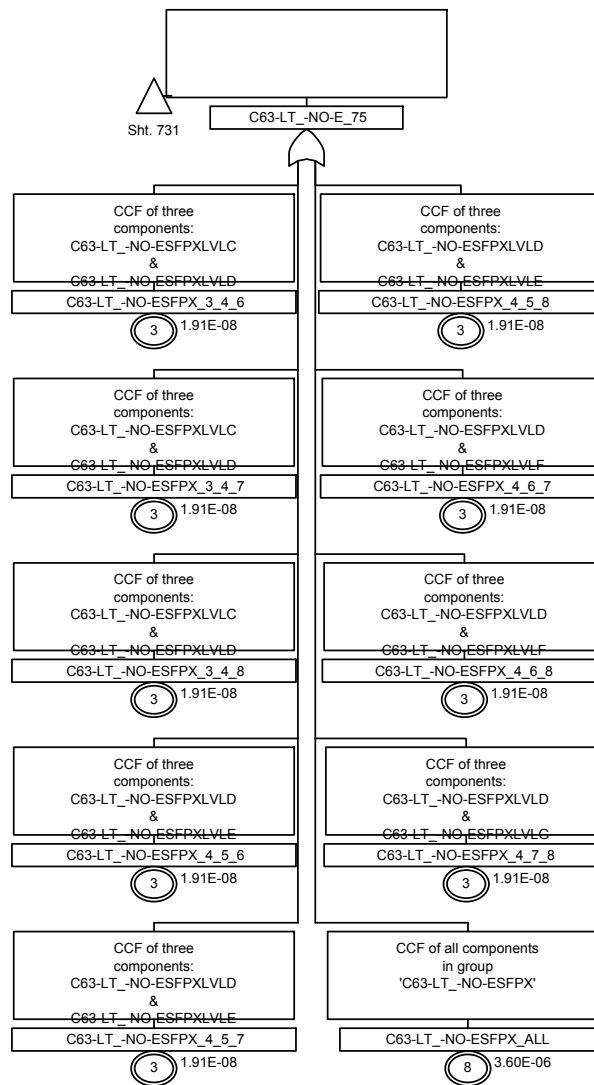 Sht. 731
C63-LT_-NO-E_75
CCF of three
components:
C63-LT_-NO-ESFPXLVLC
&
C63-LT_-NO-ESFPXLVLD
C63-LT_-NO-ESFPX_3_4_6
3
1.91E-08
CCF of three
components:
C63-LT_-NO-ESFPXLVLD
&
C63-LT_-NO-ESFPXLVLE
C63-LT_-NO-ESFPX_4_5_8
3
1.91E-08
CCF of three
components:
C63-LT_-NO-ESFPXLVLC
&
C63-LT_-NO-ESFPXLVLD
C63-LT_-NO-ESFPX_3_4_7
3
1.91E-08
CCF of three
components:
C63-LT_-NO-ESFPXLVLD
&
C63-LT_-NO-ESFPXLVLF
C63-LT_-NO-ESFPX_4_6_7
3
1.91E-08
CCF of three
components:
C63-LT_-NO-ESFPXLVLC
&
C63-LT_-NO-ESFPXLVLD
C63-LT_-NO-ESFPX_3_4_8
3
1.91E-08
CCF of three
components:
C63-LT_-NO-ESFPXLVLD
&
C63-LT_-NO-ESFPXLVLF
C63-LT_-NO-ESFPX_4_6_8
3
1.91E-08
CCF of three
components:
C63-LT_-NO-ESFPXLVLD
&
C63-LT_-NO-ESFPXLVLE
C63-LT_-NO-ESFPX_4_5_6
3
1.91E-08
CCF of three
components:
C63-LT_-NO-ESFPXLVLD
&
C63-LT_-NO-ESFPXLVLG
C63-LT_-NO-ESFPX_4_7_8
3
1.91E-08
CCF of three
components:
C63-LT_-NO-ESFPXLVLD
&
C63-LT_-NO-ESFPXLVLE
C63-LT_-NO-ESFPX_4_5_7
3
1.91E-08
CCF of all components
in group
'C63-LT_-NO-ESFPX'
C63-LT_-NO-ESFPX_ALL
8
3.60E-06